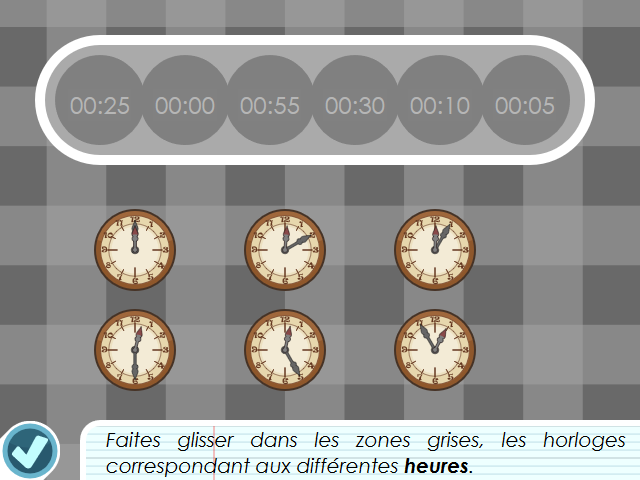 00:25 00:00 00:55 00:30 00:10 00:05
Faites glisser dans les zones grises, les horloges
correspondant aux différentes heures.